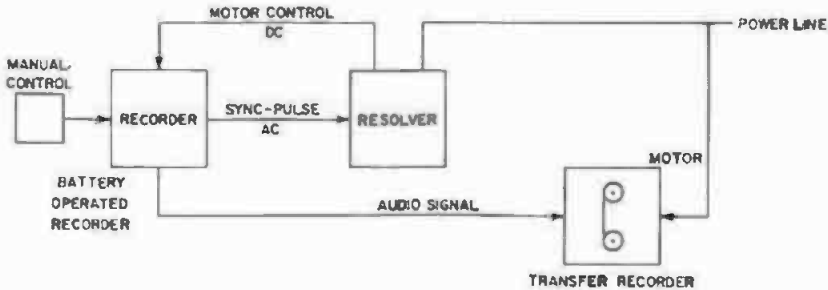 MOTOR CONTROL
DC
POWER LINE
MANUAL-
CONTROL
RECORDER
SYNC-PULSE
AC
RESOLVER
MOTOR
BATTERY
OPERATED
RECORDER
AUDIO SIGNAL
TRANSFER RECORDER